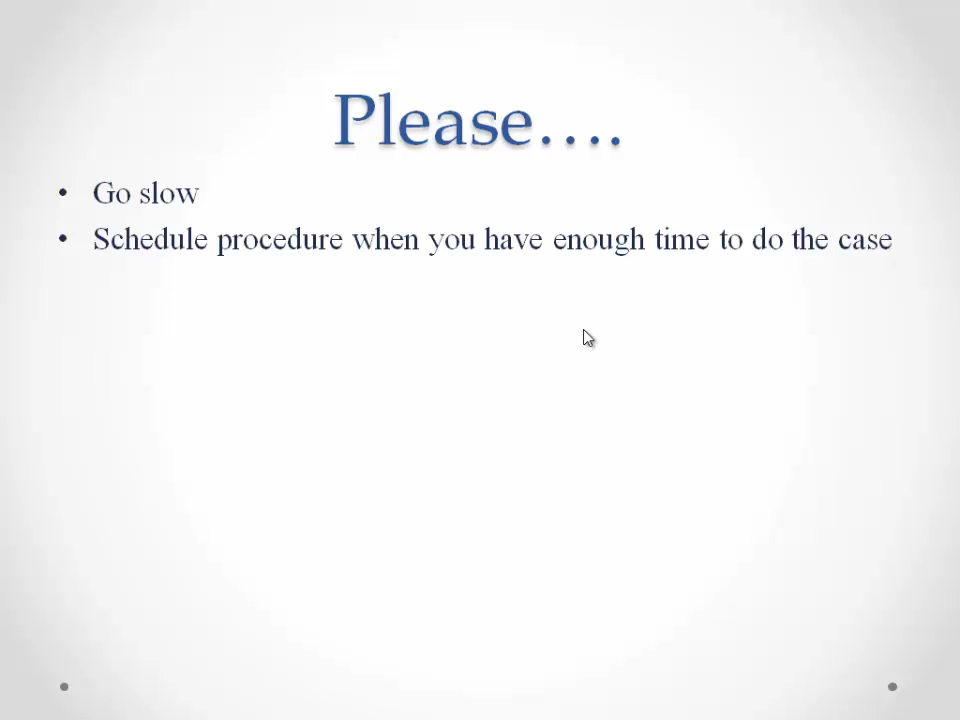 Please....
• Go slow
• Schedule procedure when you have enough time to do the case